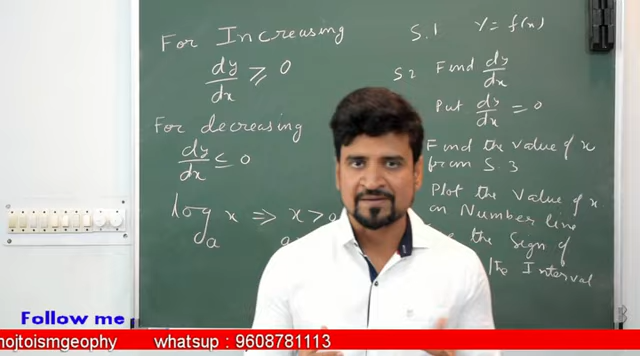 For Increasing
dy/dx ≥ 0
For decreasing
dy/dx ≤ 0
log_a x ⇒ x > 0
a
S.1 y = f(x)
S2 Find dy/dx
Put dy/dx = 0
Find the value of x
from S.3
Plot the value of x
on Number line
the Sign of
the Interval
Follow me
hojtoismgeophy whatsup : 9608781113